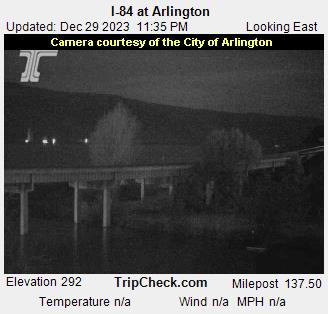 I-84 at Arlington
Updated: Dec 29 2023 11:35 PM Looking East
Camera courtesy of the City of Arlington
Elevation 292 TripCheck.com Milepost 137.50
Temperature n/a Wind n/a MPH n/a